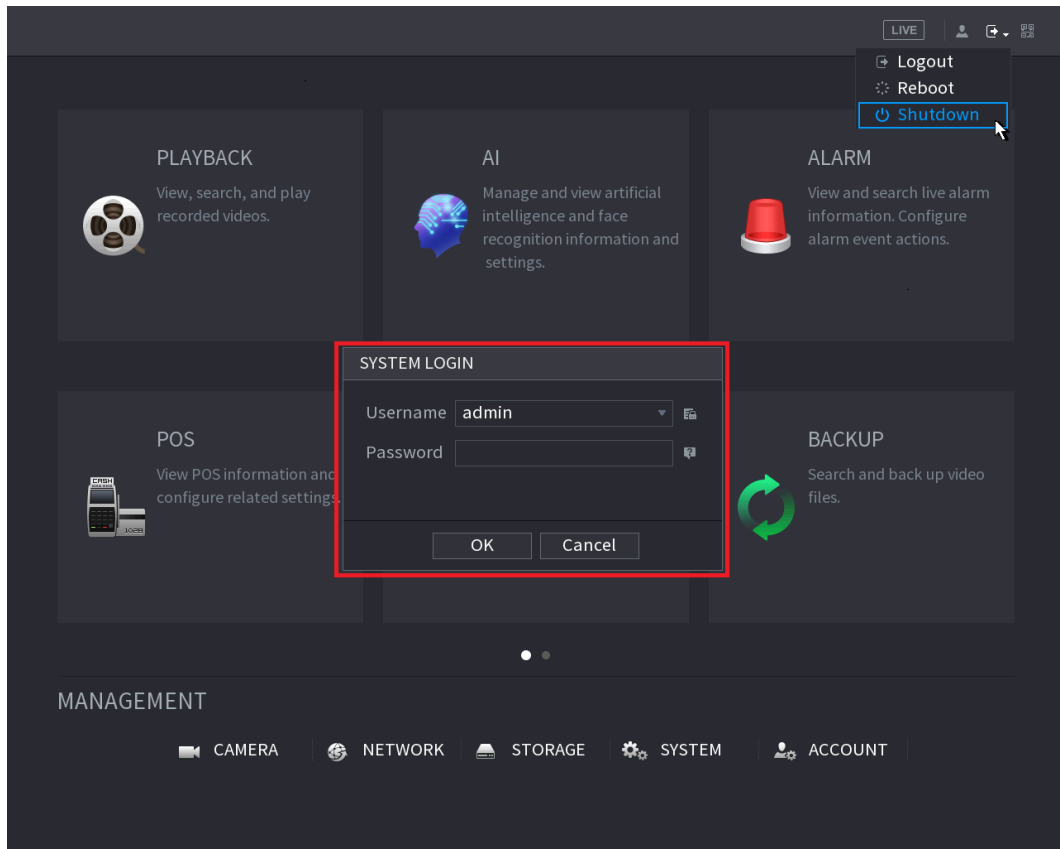 LIVE
Logout
Reboot
Shutdown
PLAYBACK
View, search, and play
recorded videos.
AI
Manage and view artificial
intelligence and face
recognition information and
settings.
ALARM
View and search live alarm
information. Configure
alarm event actions.
SYSTEM LOGIN
Username admin
Password
OK Cancel
POS
View POS information and
configure related settings.
CASH
BACKUP
Search and back up video
files.
MANAGEMENT
CAMERA NETWORK STORAGE SYSTEM ACCOUNT